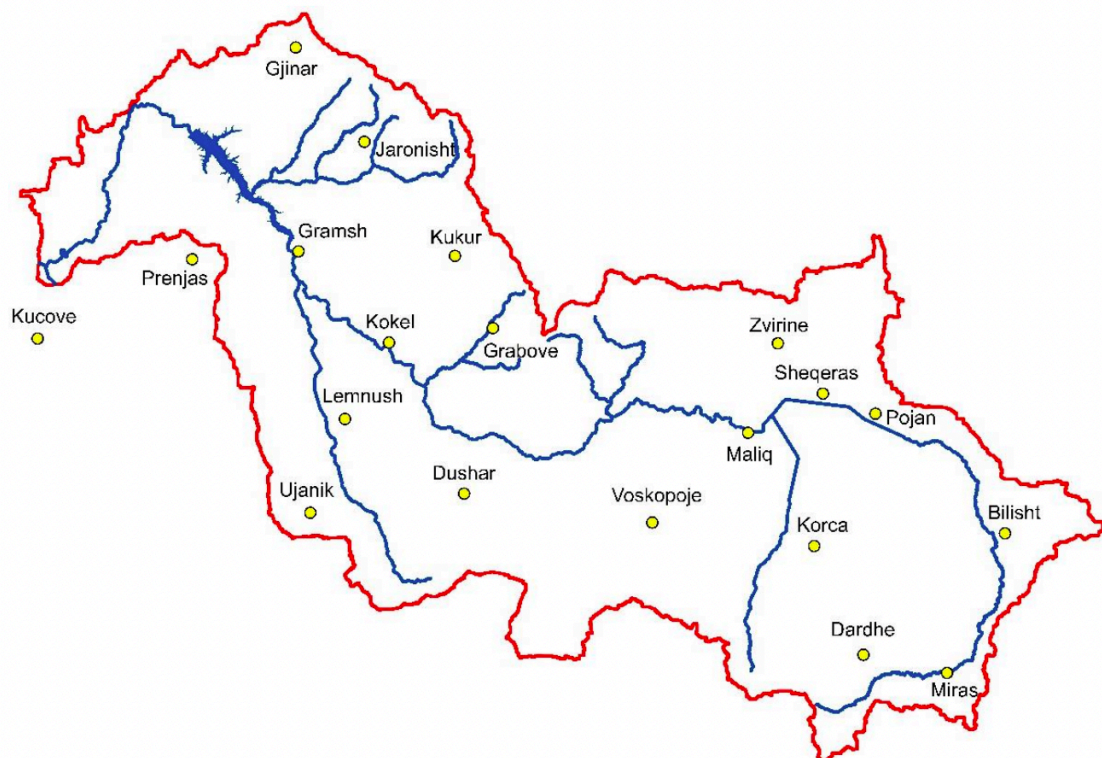 Gjinar
Jaronisht
Gramsh
Kukur
Prenjas
Kucove
Kokel
Grabove
Zvirine
Sheqeras
Lemnush
Pojan
Maliq
Dushar
Ujanik
Voskopoje
Korca
Bilisht
Dardhe
Miras